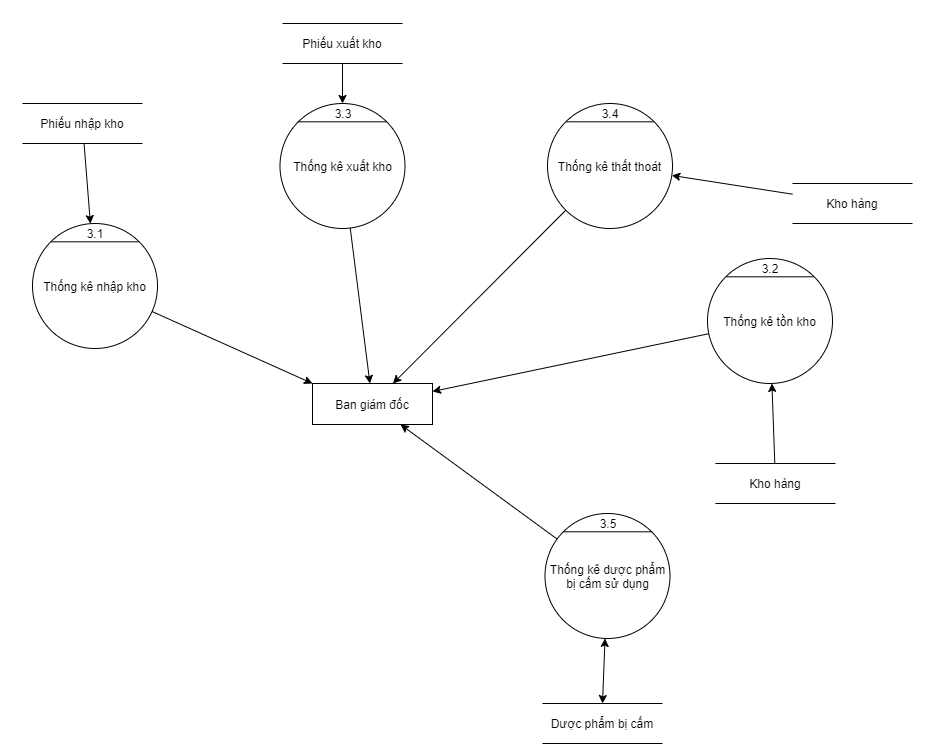 Phiếu xuất kho
3.3
Thống kê xuất kho
Phiếu nhập kho
3.1
Thống kê nhập kho
3.4
Thống kê thất thoát
Kho hàng
3.2
Thống kê tồn kho
Kho hàng
Ban giám đốc
3.5
Thống kê dược phẩm
bị cấm sử dụng
Dược phẩm bị cấm